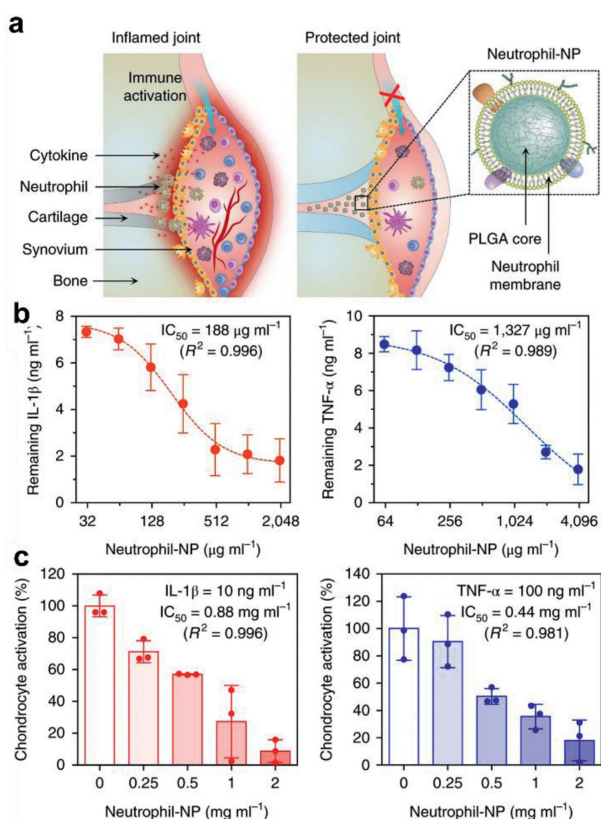 a
Inflamed joint
Protected joint
Neutrophil-NP
Immune
activation
Cytokine
Neutrophil
Cartilage
Synovium
Bone
PLGA core
Neutrophil
membrane
b
Remaining IL-1β (ng ml⁻¹)
8
6
4
2
0
IC₅₀ = 188 μg ml⁻¹
(R² = 0.996)
32
128
512
2,048
Neutrophil-NP (μg ml⁻¹)
Remaining TNF-α (ng ml⁻¹)
10
8
6
4
2
0
IC₅₀ = 1,327 μg ml⁻¹
(R² = 0.989)
64
256
1,024
4,096
Neutrophil-NP (μg ml⁻¹)
c
Chondrocyte activation (%)
120
100
80
60
40
20
0
IL-1β = 10 ng ml⁻¹
IC₅₀ = 0.88 mg ml⁻¹
(R² = 0.996)
0
0.25
0.5
1
2
Neutrophil-NP (mg ml⁻¹)
Chondrocyte activation (%)
140
120
100
80
60
40
20
0
TNF-α = 100 ng ml⁻¹
IC₅₀ = 0.44 mg ml⁻¹
(R² = 0.981)
0
0.25
0.5
1
2
Neutrophil-NP (mg ml⁻¹)